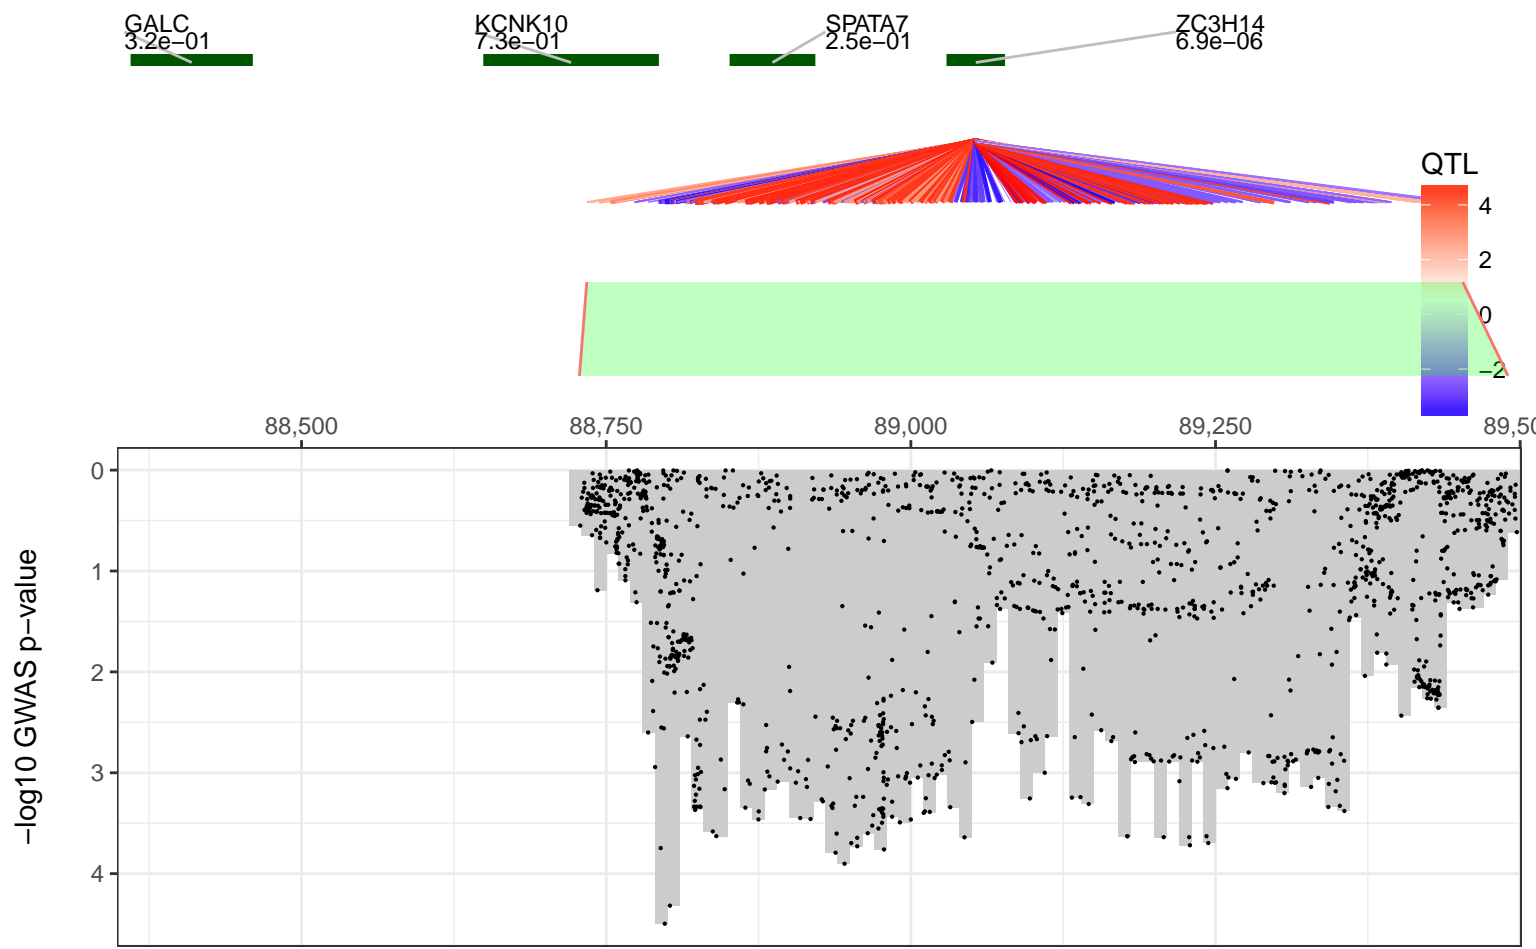 GALC
3.2e−01
KCNK10
7.3e−01
SPATA7
2.5e−01
ZC3H14
6.9e−06
QTL
4
2
0
−2
88,500
88,750
89,000
89,250
89,50
0
1
2
3
4
−log10 GWAS p−value